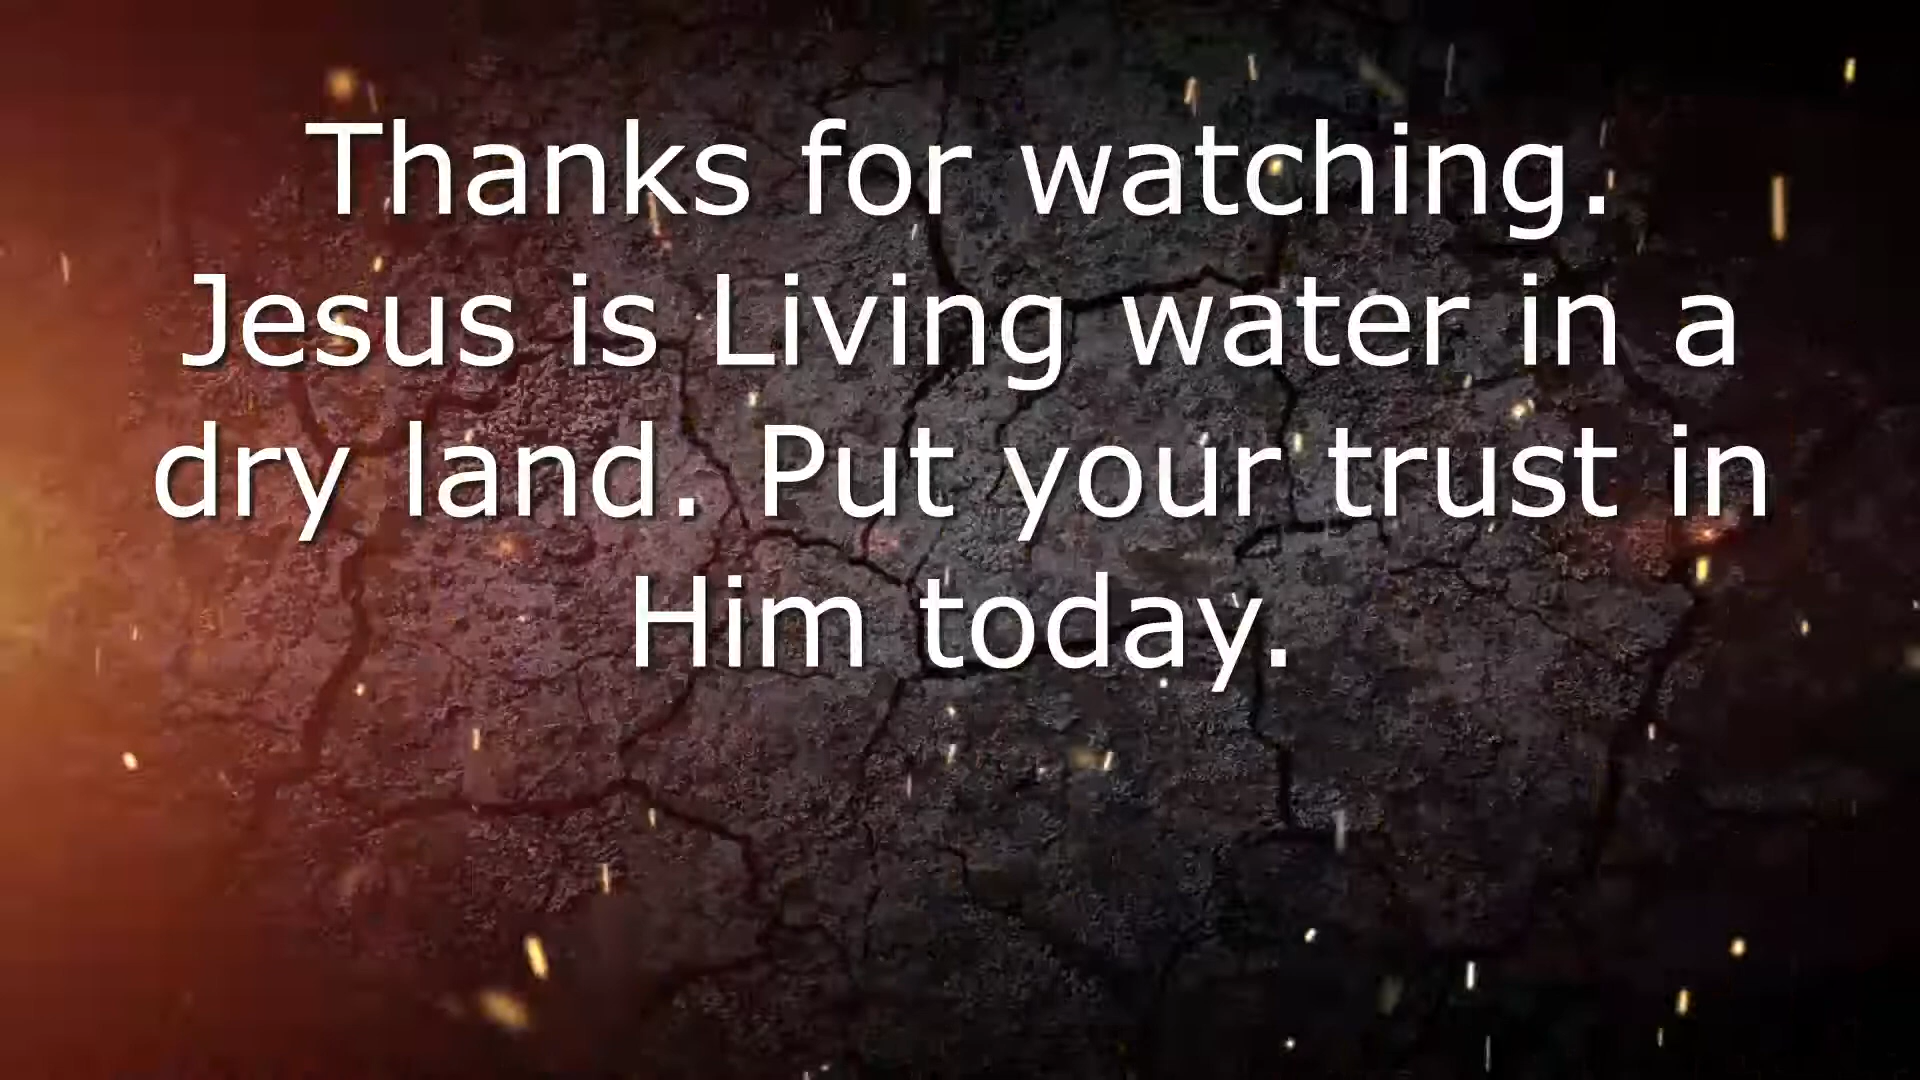 Thanks for watching.
Jesus is Living water in a
dry land. Put your trust in
Him today.